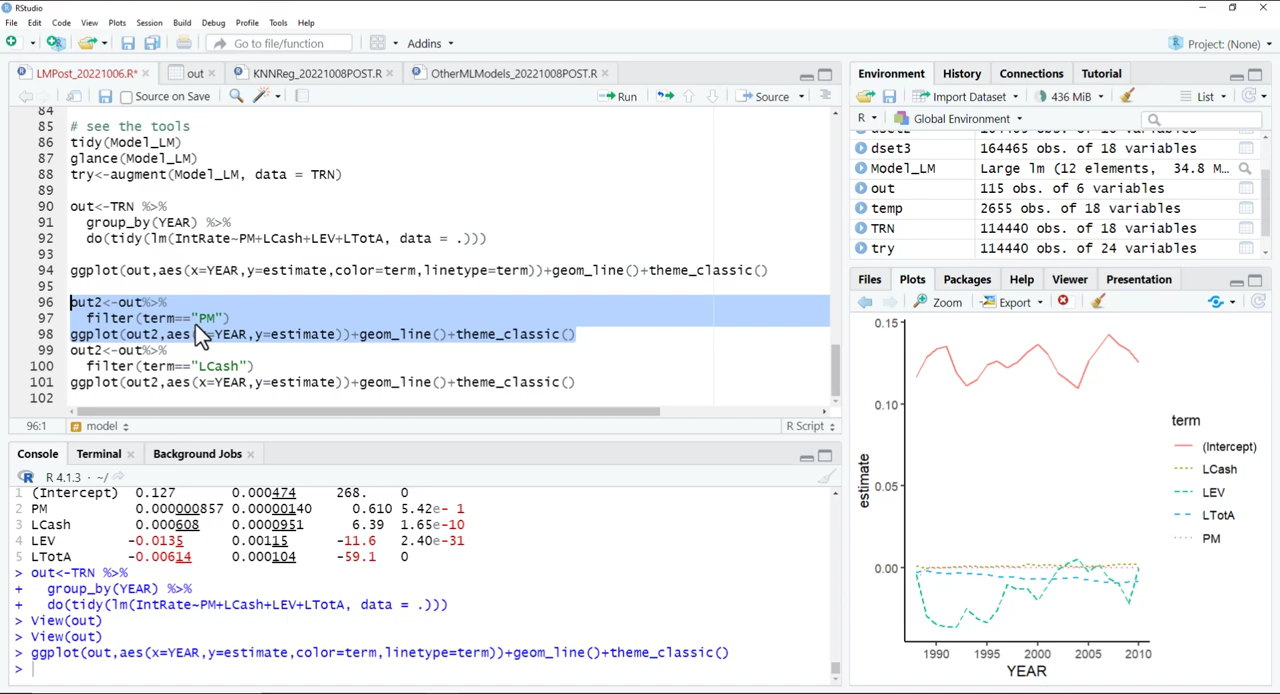 RStudio
File Edit Code View Plots Session Build Debug Profile Tools Help
Go to file/function
Addins
Project: (None)
LMPost_20221006.R*
out
KNNReg_20221008POST.R
OtherMLModels_20221008POST.R
Source on Save
Run
Source
84
85 # see the tools
86 tidy(Model_LM)
87 glance(Model_LM)
88 try<-augment(Model_LM, data = TRN)
89
90 out<-TRN %>%
91 group_by(YEAR) %>%
92 do(tidy(lm(IntRate~PM+LCash+LEV+LTotA, data = .)))
93
94 ggplot(out,aes(x=YEAR,y=estimate,color=term,linetype=term))+geom_line()+theme_classic()
95
96 out2<-out%>%
97 filter(term=="PM")
98 ggplot(out2,aes(x=YEAR,y=estimate))+geom_line()+theme_classic()
99 out2<-out%>%
100 filter(term=="LCash")
101 ggplot(out2,aes(x=YEAR,y=estimate))+geom_line()+theme_classic()
102
96:1
model
R Script
Console Terminal Background Jobs
R 4.1.3 · ~/
1 (Intercept) 0.127 0.000474 268. 0
2 PM 0.000000857 0.00000140 0.610 5.42e- 1
3 LCash 0.000608 0.0000951 6.39 1.65e-10
4 LEV -0.0135 0.00115 -11.6 2.40e-31
5 LTotA -0.00614 0.000104 -59.1 0
> out<-TRN %>%
+ group_by(YEAR) %>%
+ do(tidy(lm(IntRate~PM+LCash+LEV+LTotA, data = .)))
> View(out)
> View(out)
> ggplot(out,aes(x=YEAR,y=estimate,color=term,linetype=term))+geom_line()+theme_classic()
>
Environment History Connections Tutorial
Import Dataset
436 MiB
List
R
Global Environment
dset3 164465 obs. of 18 variables
Model_LM Large lm (12 elements, 34.8 M...
out 115 obs. of 6 variables
temp 2655 obs. of 18 variables
TRN 114440 obs. of 18 variables
try 114440 obs. of 24 variables
Files Plots Packages Help Viewer Presentation
Zoom
Export
0.15
0.10
0.05
0.00
estimate
1990 1995 2000 2005 2010
YEAR
term
(Intercept)
LCash
LEV
LTotA
PM